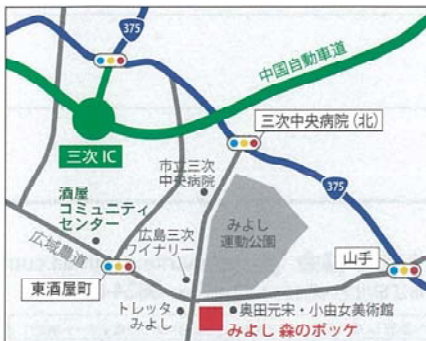 375
中国自動車道
三次中央病院(北)
三次 IC
市立三次
中央病院
375
酒屋
コミュニティ
センター
みよし
運動公園
広域農道
広島三次
ワイナリー
山手
東酒屋町
トレッタ
みよし
奥田元宋・小由女美術館
みよし 森のポッケ